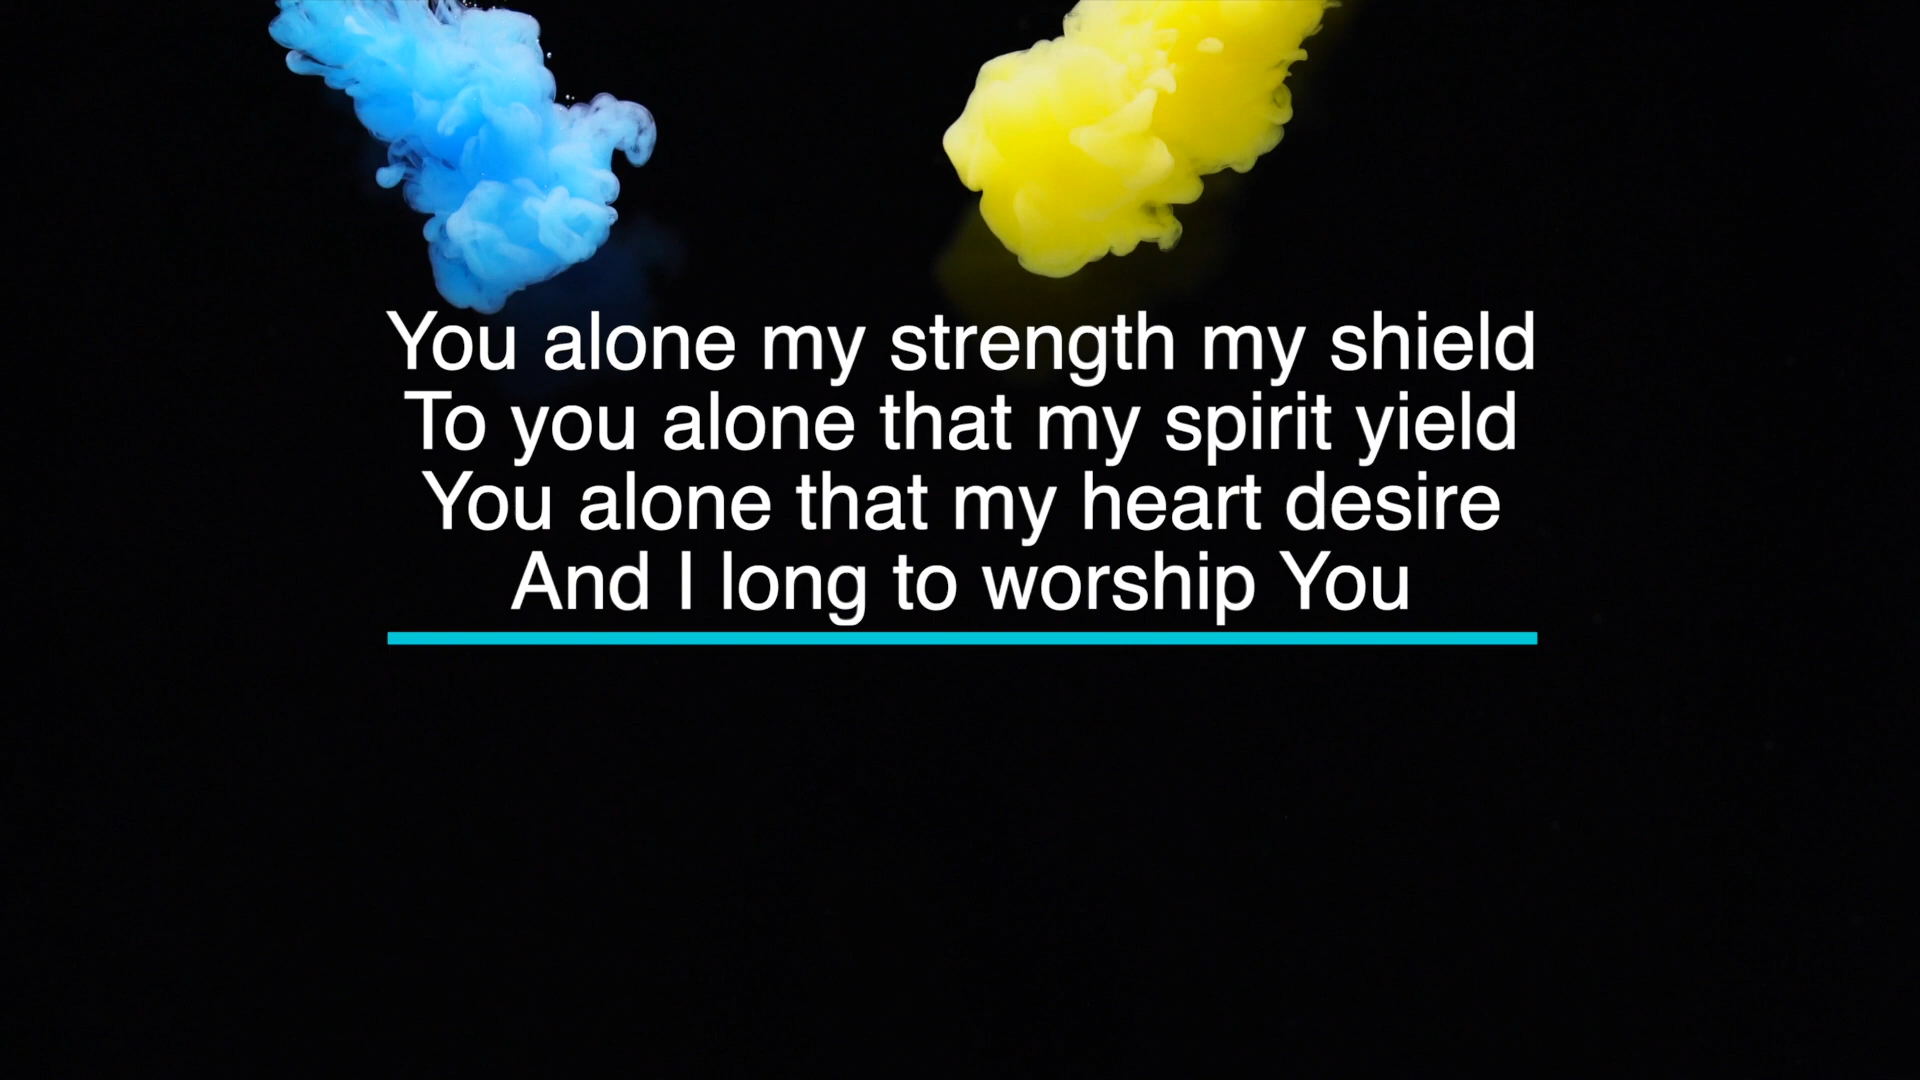 You alone my strength my shield
To you alone that my spirit yield
You alone that my heart desire
And I long to worship You